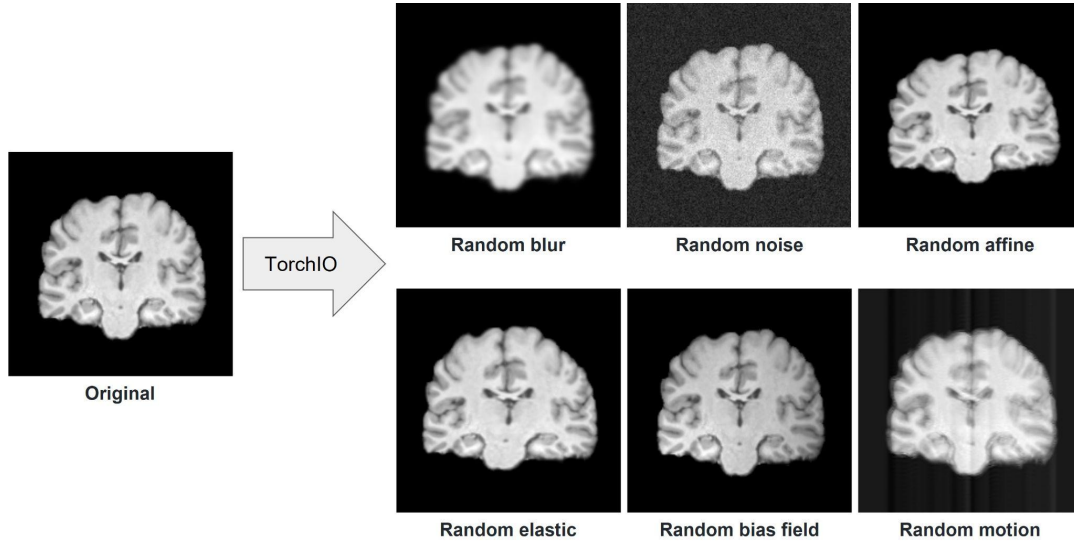 Random blur
Random noise
Random affine
TorchIO
Original
Random elastic
Random bias field
Random motion